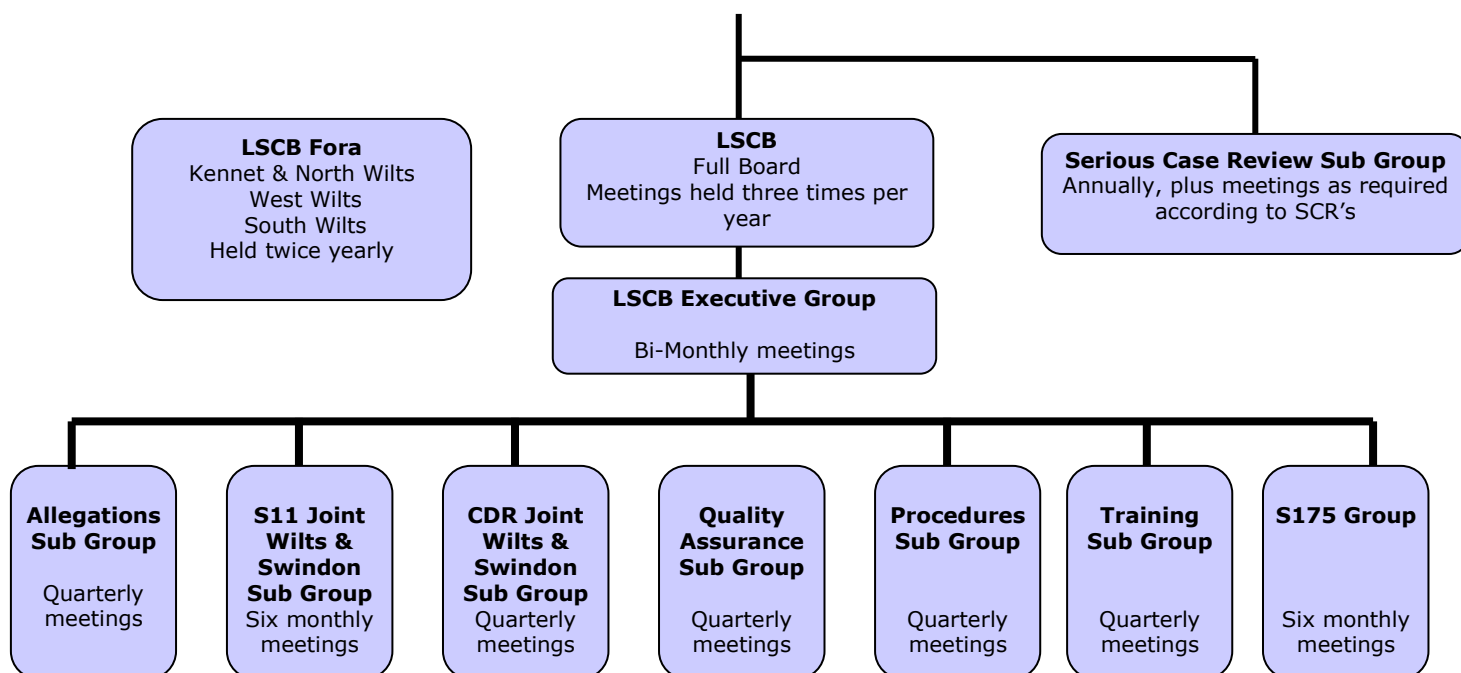 LSCB Fora
Kennet & North Wilts
West Wilts
South Wilts
Held twice yearly
LSCB
Full Board
Meetings held three times per
year
Serious Case Review Sub Group
Annually, plus meetings as required
according to SCR's
LSCB Executive Group
Bi-Monthly meetings
Allegations
Sub Group
Quarterly
meetings
S11 Joint
Wilts &
Swindon
Sub Group
Six monthly
meetings
CDR Joint
Wilts &
Swindon
Sub Group
Quarterly
meetings
Quality
Assurance
Sub Group
Quarterly
meetings
Procedures
Sub Group
Quarterly
meetings
Training
Sub Group
Quarterly
meetings
S175 Group
Six monthly
meetings